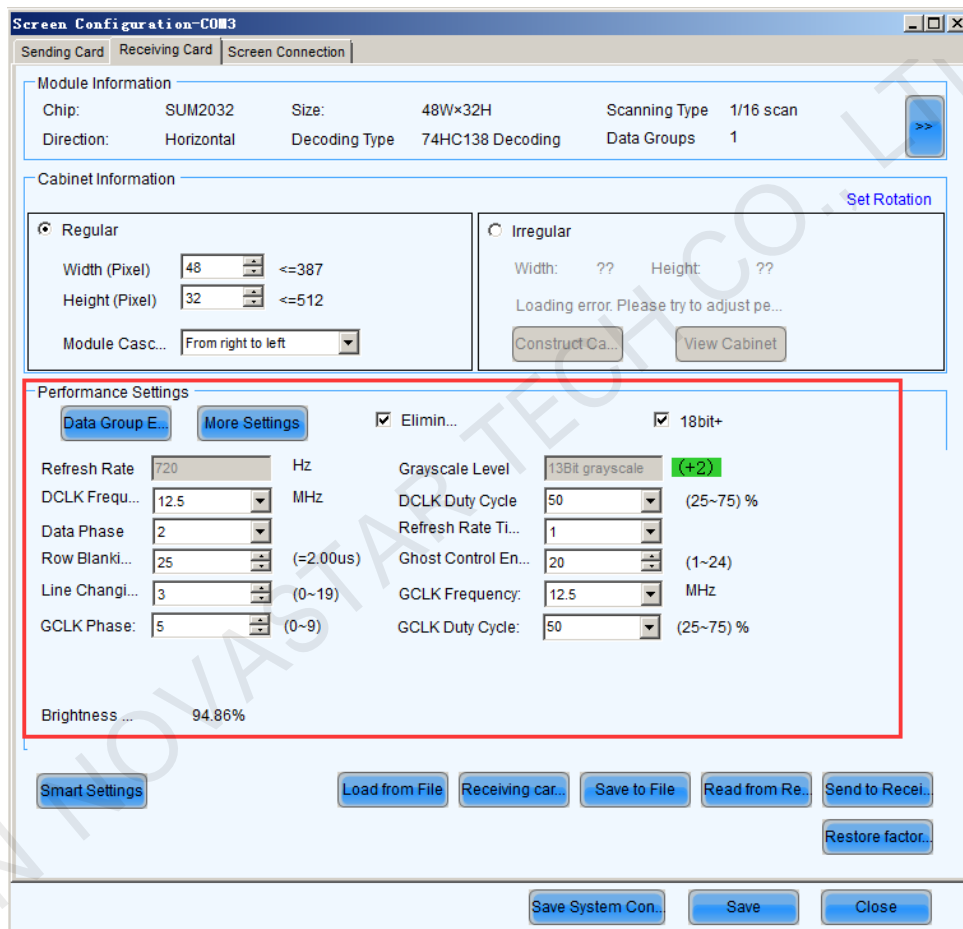 Screen Configuration-COM3
Sending Card Receiving Card Screen Connection
Module Information
Chip: SUM2032 Size: 48W×32H Scanning Type 1/16 scan
Direction: Horizontal Decoding Type 74HC138 Decoding Data Groups 1
>>
Cabinet Information
Set Rotation
Regular
Width (Pixel) 48 <=387
Height (Pixel) 32 <=512
Module Casc... From right to left
Irregular
Width: ?? Height: ??
Loading error. Please try to adjust pe...
Construct Ca... View Cabinet
Performance Settings
Data Group E... More Settings Elimin... 18bit+
Refresh Rate 720 Hz Grayscale Level 13Bit grayscale (+2)
DCLK Frequ... 12.5 MHz DCLK Duty Cycle 50 (25~75) %
Data Phase 2 Refresh Rate Ti... 1
Row Blanki... 25 (=2.00us) Ghost Control En... 20 (1~24)
Line Changi... 3 (0~19) GCLK Frequency: 12.5 MHz
GCLK Phase: 5 (0~9) GCLK Duty Cycle: 50 (25~75) %
Brightness ... 94.86%
Smart Settings Load from File Receiving car... Save to File Read from Re... Send to Recei...
Restore factor...
Save System Con... Save Close
N NOVASTAR TECH CO., LT